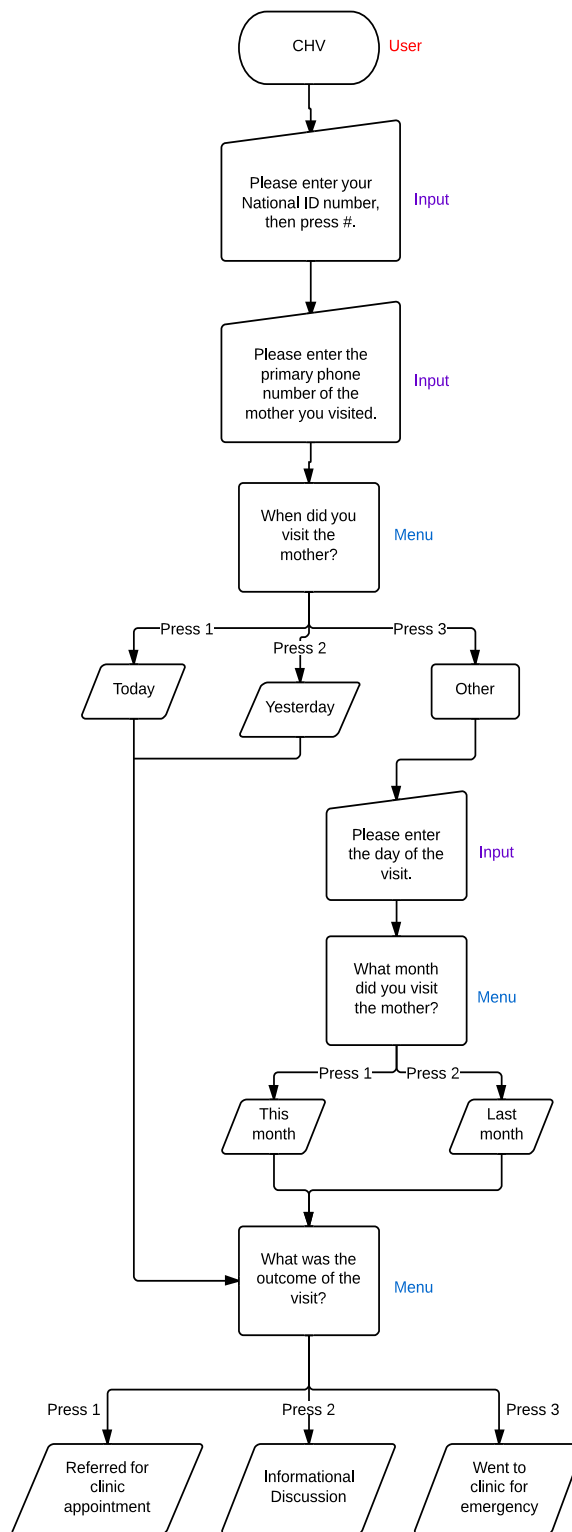 CHV
User
Please enter your
National ID number,
then press #.
Input
Please enter the
primary phone
number of the
mother you visited.
Input
When did you
visit the
mother?
Menu
Press 1
Press 2
Press 3
Today
Yesterday
Other
Please enter
the day of the
visit.
Input
What month
did you visit
the mother?
Menu
Press 1
Press 2
This
month
Last
month
What was the
outcome of the
visit?
Menu
Press 1
Press 2
Press 3
Referred for
clinic
appointment
Informational
Discussion
Went to
clinic for
emergency